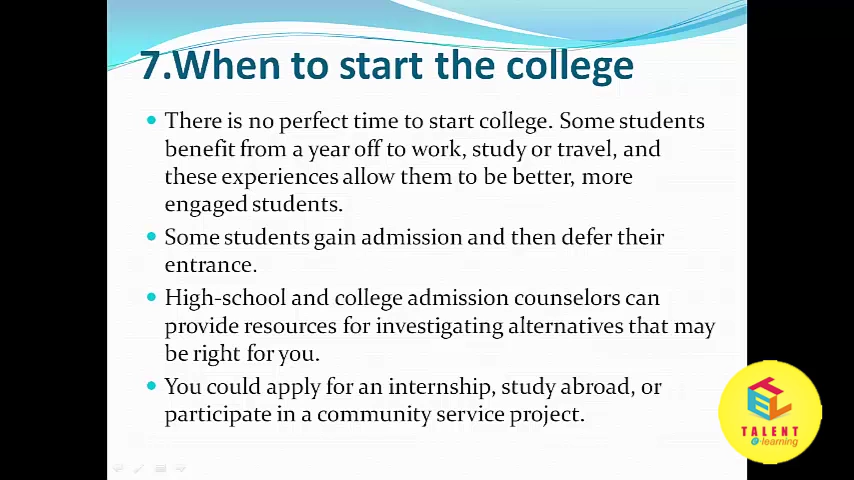 7.When to start the college
There is no perfect time to start college. Some students
benefit from a year off to work, study or travel, and
these experiences allow them to be better, more
engaged students.
Some students gain admission and then defer their
entrance.
High-school and college admission counselors can
provide resources for investigating alternatives that may
be right for you.
You could apply for an internship, study abroad, or
participate in a community service project.
TEL
TALENT
e-learning